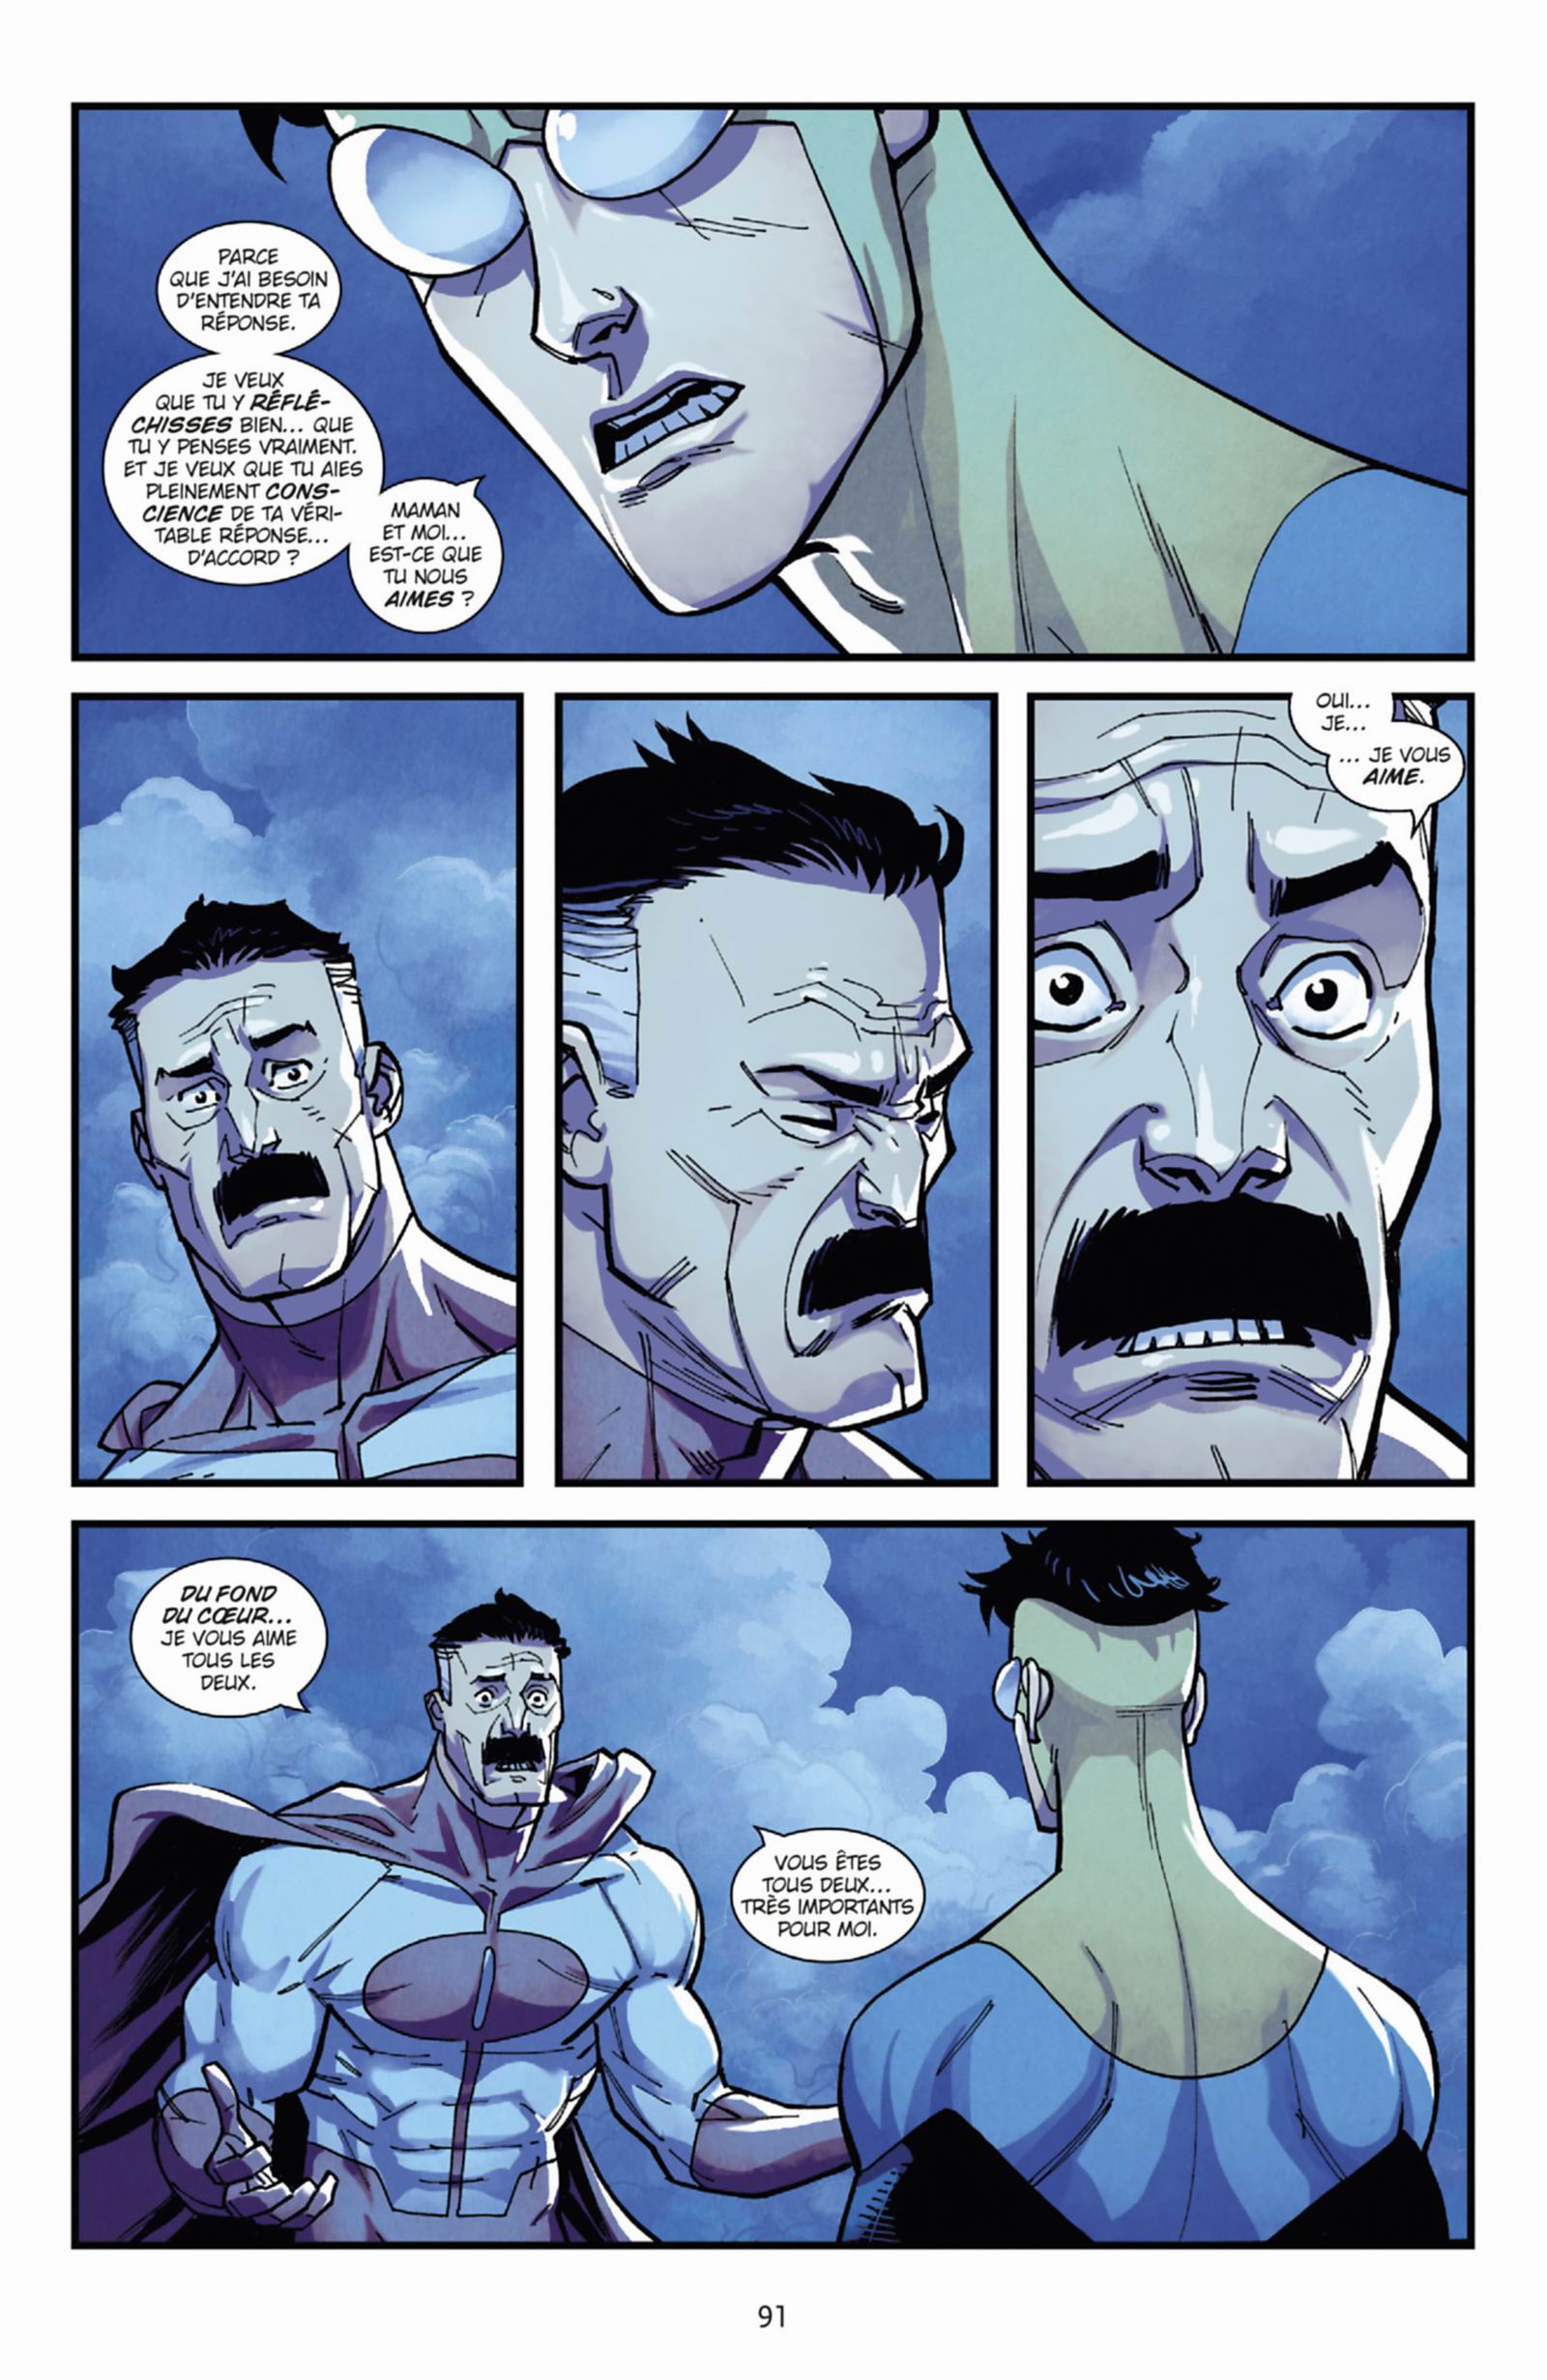 PARCE
QUE J'AI BESOIN
D'ENTENDRE TA
RÉPONSE.
JE VEUX
QUE TU Y RÉFLÉ-
CHISSES BIEN... QUE
TU Y PENSES VRAIMENT.
ET JE VEUX QUE TU AIES
PLEINEMENT CONS-
CIENCE DE TA VÉRI-
TABLE RÉPONSE...
D'ACCORD ?
MAMAN
ET MOI...
EST-CE QUE
TU NOUS
AIMES ?
OUI...
JE...
... JE VOUS
AIME.
DU FOND
DU CŒUR...
JE VOUS AIME
TOUS LES
DEUX.
VOUS ÊTES
TOUS DEUX...
TRÈS IMPORTANTS
POUR MOI.
91